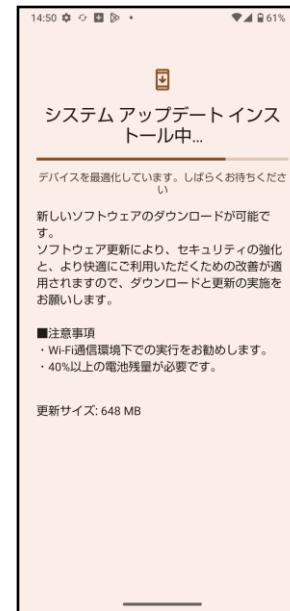 14:50
61%
システム アップデート インス
トール中...
デバイスを最適化しています。しばらくお待ちくださ
い
新しいソフトウェアのダウンロードが可能で
す。
ソフトウェア更新により、セキュリティの強化
と、より快適にご利用いただくための改善が適
用されますので、ダウンロードと更新の実施を
お願いします。
■注意事項
・Wi-Fi通信環境下での実行をお勧めします。
・40%以上の電池残量が必要です。
更新サイズ: 648 MB